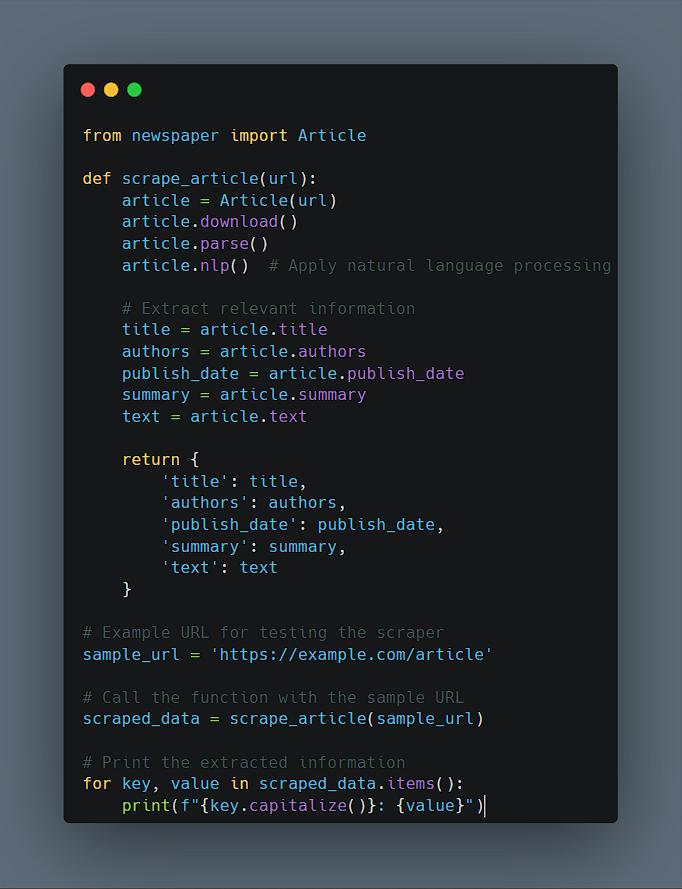 from newspaper import Article
def scrape_article(url):
    article = Article(url)
    article.download()
    article.parse()
    article.nlp()  # Apply natural language processing
    # Extract relevant information
    title = article.title
    authors = article.authors
    publish_date = article.publish_date
    summary = article.summary
    text = article.text
    return {
        'title': title,
        'authors': authors,
        'publish_date': publish_date,
        'summary': summary,
        'text': text
    }
# Example URL for testing the scraper
sample_url = 'https://example.com/article'
# Call the function with the sample URL
scraped_data = scrape_article(sample_url)
# Print the extracted information
for key, value in scraped_data.items():
    print(f"{key.capitalize()}: {value}")